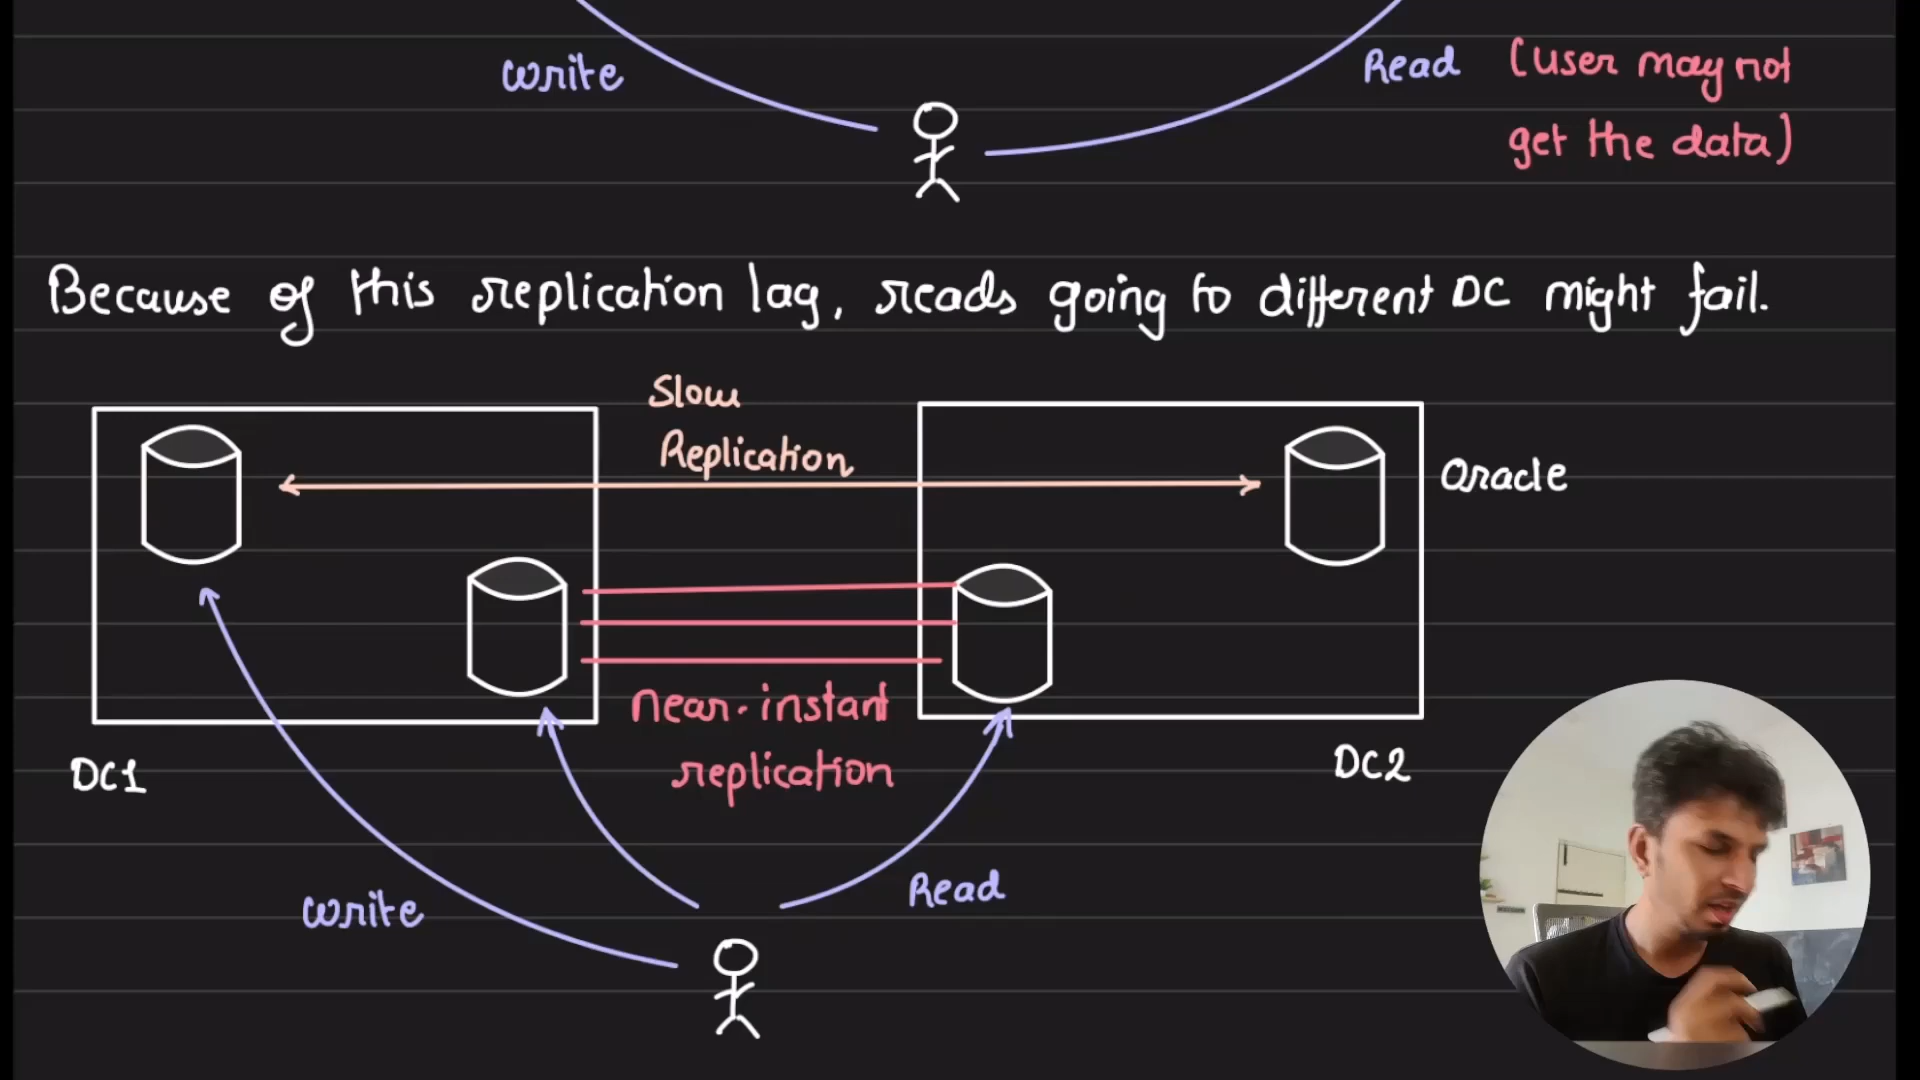 Write
Read (user may not
get the data)
Because of this replication lag, reads going to different DC might fail.
Slow
Replication
Oracle
Near-instant
replication
DC1
DC2
Write
Read